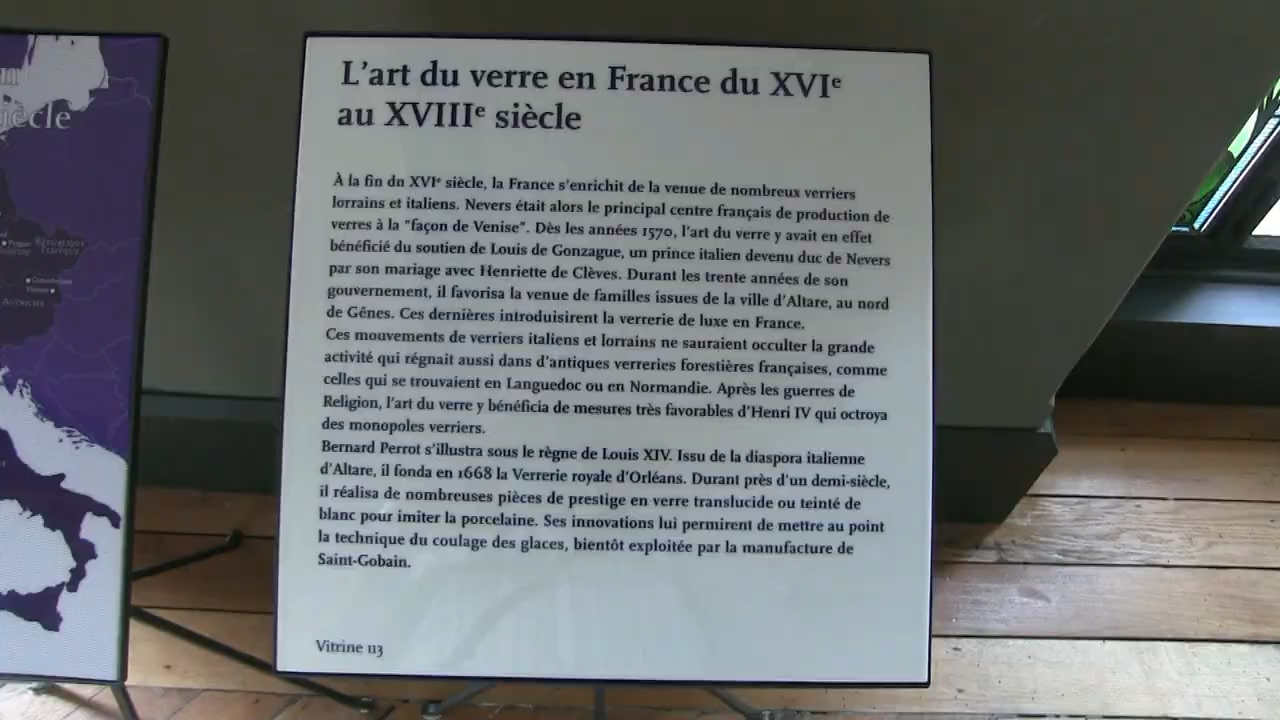 L'art du verre en France du XVIe
au XVIIIe siècle
À la fin du XVIe siècle, la France s'enrichit de la venue de nombreux verriers
lorrains et italiens. Nevers était alors le principal centre français de production de
verres à la "façon de Venise". Dès les années 1570, l'art du verre y avait en effet
bénéficié du soutien de Louis de Gonzague, un prince italien devenu duc de Nevers
par son mariage avec Henriette de Clèves. Durant les trente années de son
gouvernement, il favorisa la venue de familles issues de la ville d'Altare, au nord
de Gênes. Ces dernières introduisirent la verrerie de luxe en France.
Ces mouvements de verriers italiens et lorrains ne sauraient occulter la grande
activité qui régnait aussi dans d'antiques verreries forestières françaises, comme
celles qui se trouvaient en Languedoc ou en Normandie. Après les guerres de
Religion, l'art du verre y bénéficia de mesures très favorables d'Henri IV qui octroya
des monopoles verriers.
Bernard Perrot s'illustra sous le règne de Louis XIV. Issu de la diaspora italienne
d'Altare, il fonda en 1668 la Verrerie royale d'Orléans. Durant près d'un demi-siècle,
il réalisa de nombreuses pièces de prestige en verre translucide ou teinté de
blanc pour imiter la porcelaine. Ses innovations lui permirent de mettre au point
la technique du coulage des glaces, bientôt exploitée par la manufacture de
Saint-Gobain.
Vitrine 113
n
iècle
Prague
République
Tchèque
Vienne
AUTRICHE